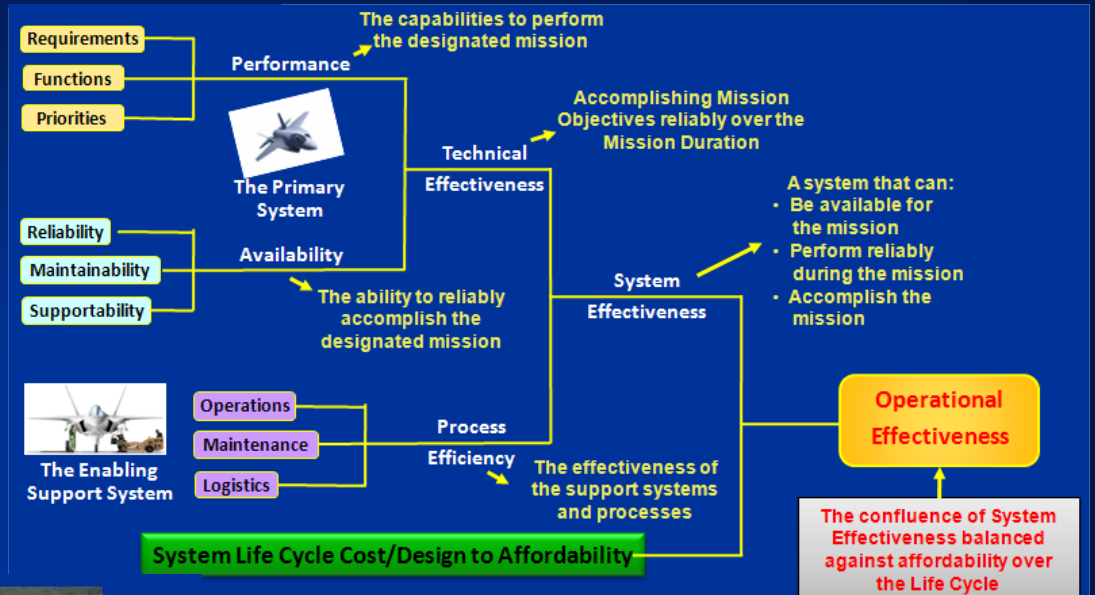 The capabilities to perform
the designated mission
Requirements
Performance
Functions
Priorities
Accomplishing Mission
Objectives reliably over the
Mission Duration
Technical
Effectiveness
The Primary
System
A system that can:
• Be available for
the mission
• Perform reliably
during the mission
• Accomplish the
mission
Reliability
Availability
Maintainability
Supportability
The ability to reliably
accomplish the
designated mission
System
Effectiveness
Operations
Maintenance
Logistics
Process
Efficiency
The Enabling
Support System
The effectiveness of
the support systems
and processes
Operational
Effectiveness
System Life Cycle Cost/Design to Affordability
The confluence of System
Effectiveness balanced
against affordability over
the Life Cycle